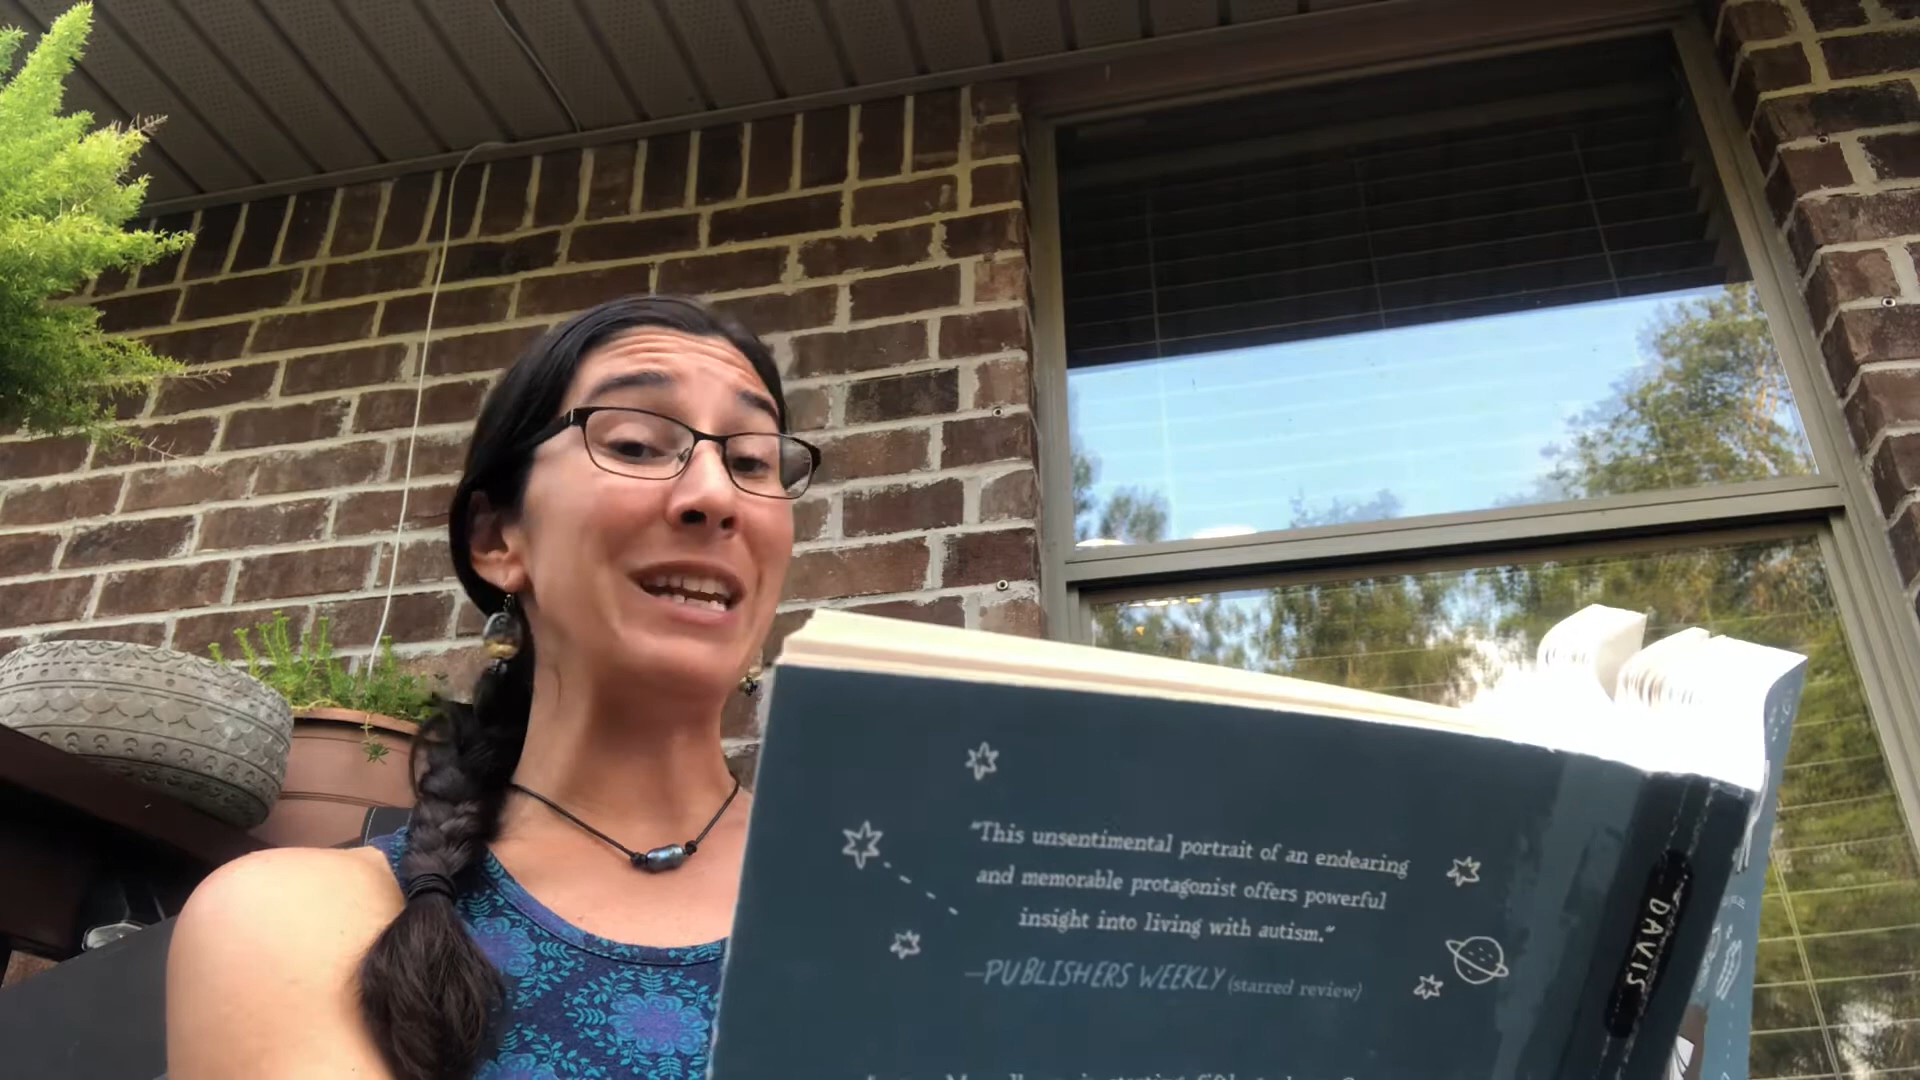 "This unsentimental portrait of an endearing
and memorable protagonist offers powerful
insight into living with autism."
—PUBLISHERS WEEKLY (starred review)
DAVIS